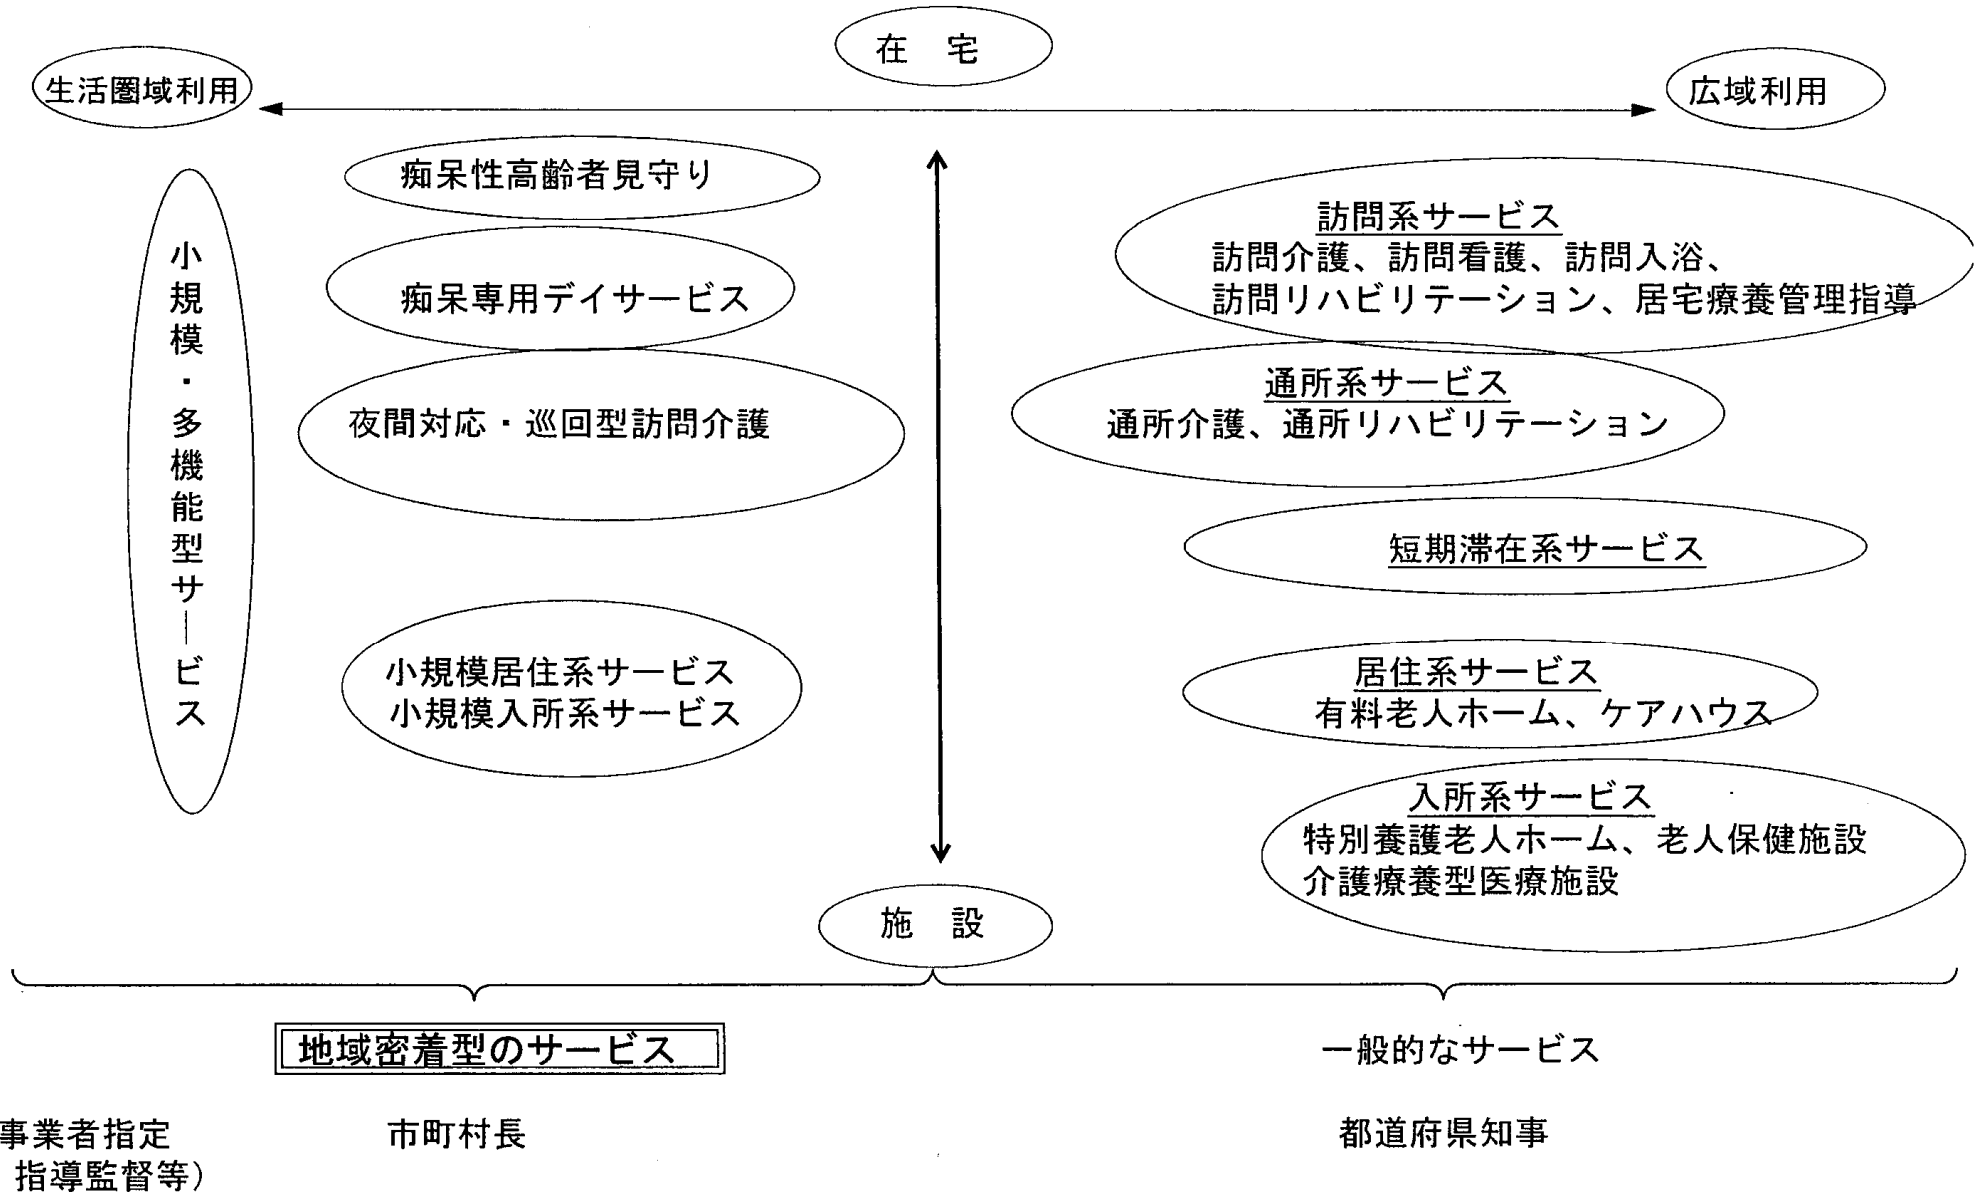 在　宅
生活圏域利用
広域利用
痴呆性高齢者見守り
痴呆専用デイサービス
夜間対応・巡回型訪問介護
小規模・多機能型サービス
小規模居住系サービス
小規模入所系サービス
訪問系サービス
訪問介護、訪問看護、訪問入浴、
訪問リハビリテーション、居宅療養管理指導
通所系サービス
通所介護、通所リハビリテーション
短期滞在系サービス
居住系サービス
有料老人ホーム、ケアハウス
入所系サービス
特別養護老人ホーム、老人保健施設
介護療養型医療施設
施　設
地域密着型のサービス
一般的なサービス
事業者指定
指導監督等）
市町村長
都道府県知事